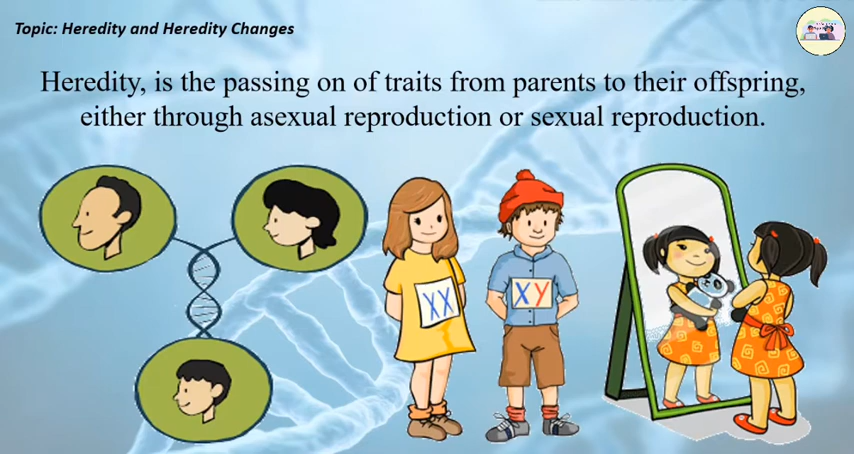 Topic: Heredity and Heredity Changes
Heredity, is the passing on of traits from parents to their offspring,
either through asexual reproduction or sexual reproduction.
XX
XY